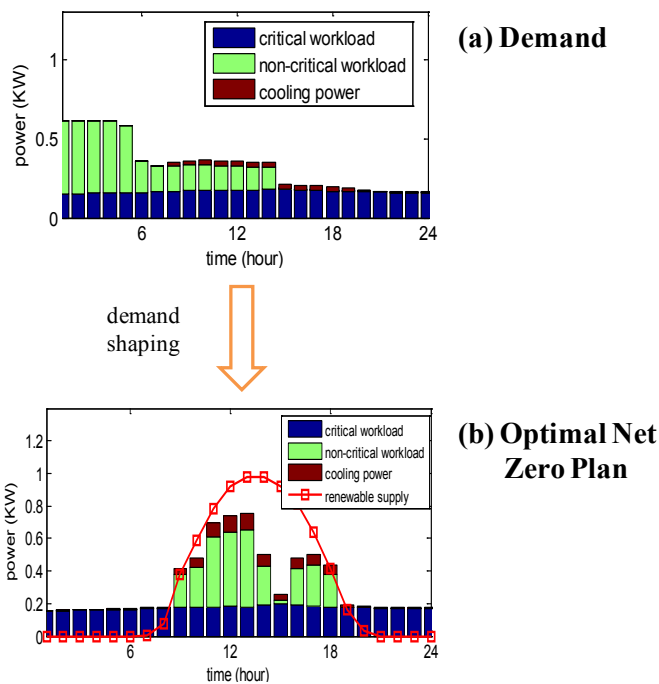 (a) Demand
critical workload
non-critical workload
cooling power
power (KW)
1
0.5
0
6 12 18 24
time (hour)
demand
shaping
(b) Optimal Net
Zero Plan
critical workload
non-critical workload
cooling power
renewable supply
power (KW)
1.2
1
0.8
0.6
0.4
0.2
0
6 12 18 24
time (hour)